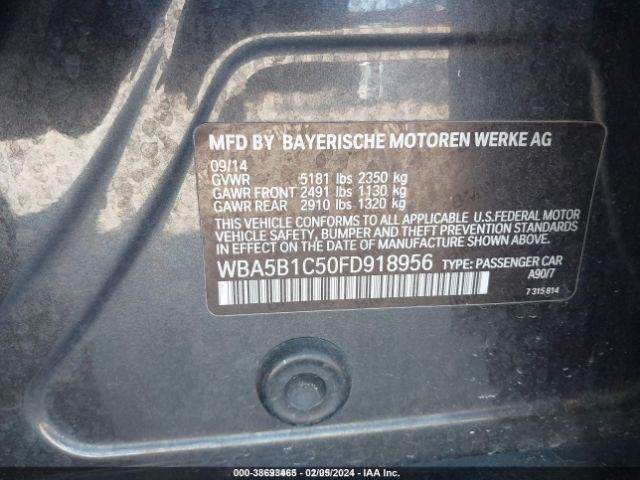 MFD BY BAYERISCHE MOTOREN WERKE AG
09/14
GVWR 5181 lbs 2350 kg
GAWR FRONT 2491 lbs 1130 kg
GAWR REAR 2910 lbs 1320 kg
THIS VEHICLE CONFORMS TO ALL APPLICABLE U.S.FEDERAL MOTOR
VEHICLE SAFETY, BUMPER AND THEFT PREVENTION STANDARDS
IN EFFECT ON THE DATE OF MANUFACTURE SHOWN ABOVE.
WBA5B1C50FD918956 TYPE: PASSENGER CAR
A90/7
7 315 814
000-38693465 - 02/05/2024 - IAA Inc.